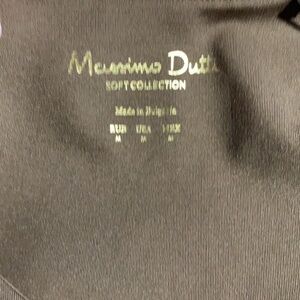 Massimo Dutti
SOFT COLLECTION
Made in Bulgaria
EUR USA MEX
M M M